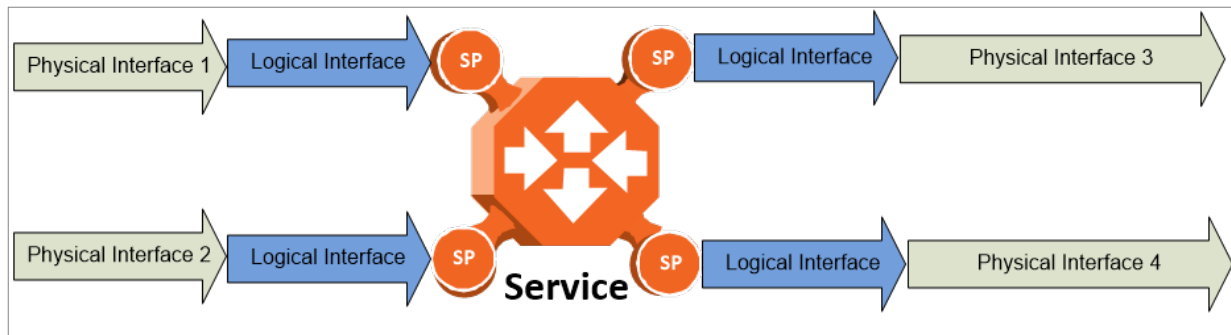 Physical Interface 1
Logical Interface
SP
SP
Logical Interface
Physical Interface 3
Physical Interface 2
Logical Interface
SP
Service
SP
Logical Interface
Physical Interface 4